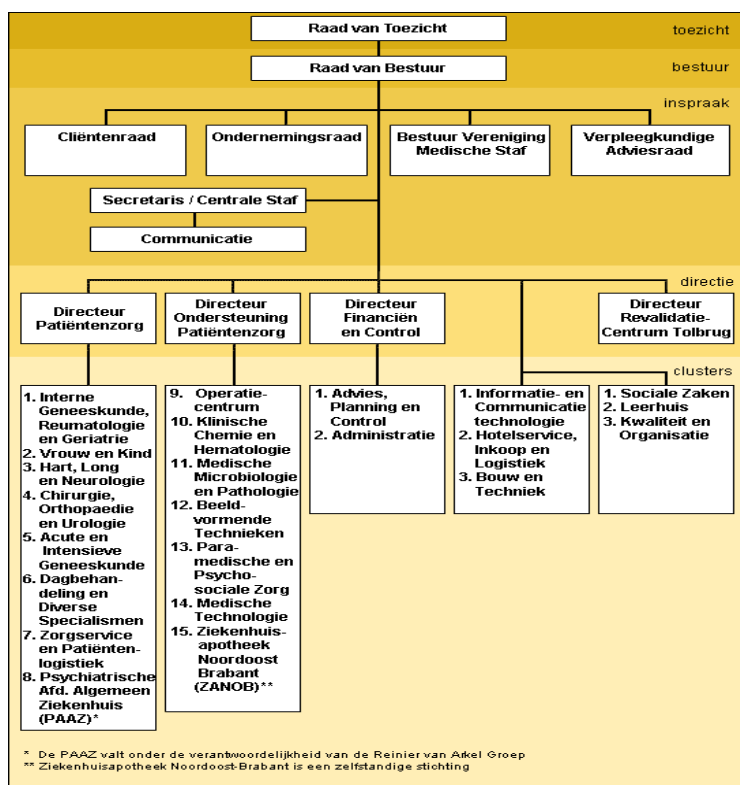 Raad van Toezicht
toezicht
Raad van Bestuur
bestuur
inspraak
Cliëntenraad
Ondernemingsraad
Bestuur Vereniging
Medische Staf
Verpleegkundige
Adviesraad
Secretaris / Centrale Staf
Communicatie
directie
Directeur
Patiëntenzorg
Directeur
Ondersteuning
Patiëntenzorg
Directeur
Financiën
en Control
Directeur
Revalidatie-
Centrum Tolbrug
clusters
1. Interne
Geneeskunde,
Reumatologie
en Geriatrie
2. Vrouw en Kind
3. Hart, Long
en Neurologie
4. Chirurgie,
Orthopaedie
en Urologie
5. Acute en
Intensieve
Geneeskunde
6. Dagbehan-
deling en
Diverse
Specialismen
7. Zorgservice
en Patiënten-
logistiek
8. Psychiatrische
Afd. Algemeen
Ziekenhuis
(PAAZ)*
9. Operatie-
centrum
10. Klinische
Chemie en
Hematologie
11. Medische
Microbiologie
en Pathologie
12. Beeld-
vormende
Technieken
13. Para-
medische en
Psycho-
sociale Zorg
14. Medische
Technologie
15. Ziekenhuis-
apotheek
Noordoost
Brabant
(ZANOB)**
1. Advies,
Planning en
Control
2. Administratie
1. Informatie- en
Communicatie
technologie
2. Hotelservice,
Inkoop en
Logistiek
3. Bouw en
Techniek
1. Sociale Zaken
2. Leerhuis
3. Kwaliteit en
Organisatie
* De PAAZ valt onder de verantwoordelijkheid van de Reinier van Arkel Groep
** Ziekenhuisapotheek Noordoost-Brabant is een zelfstandige stichting